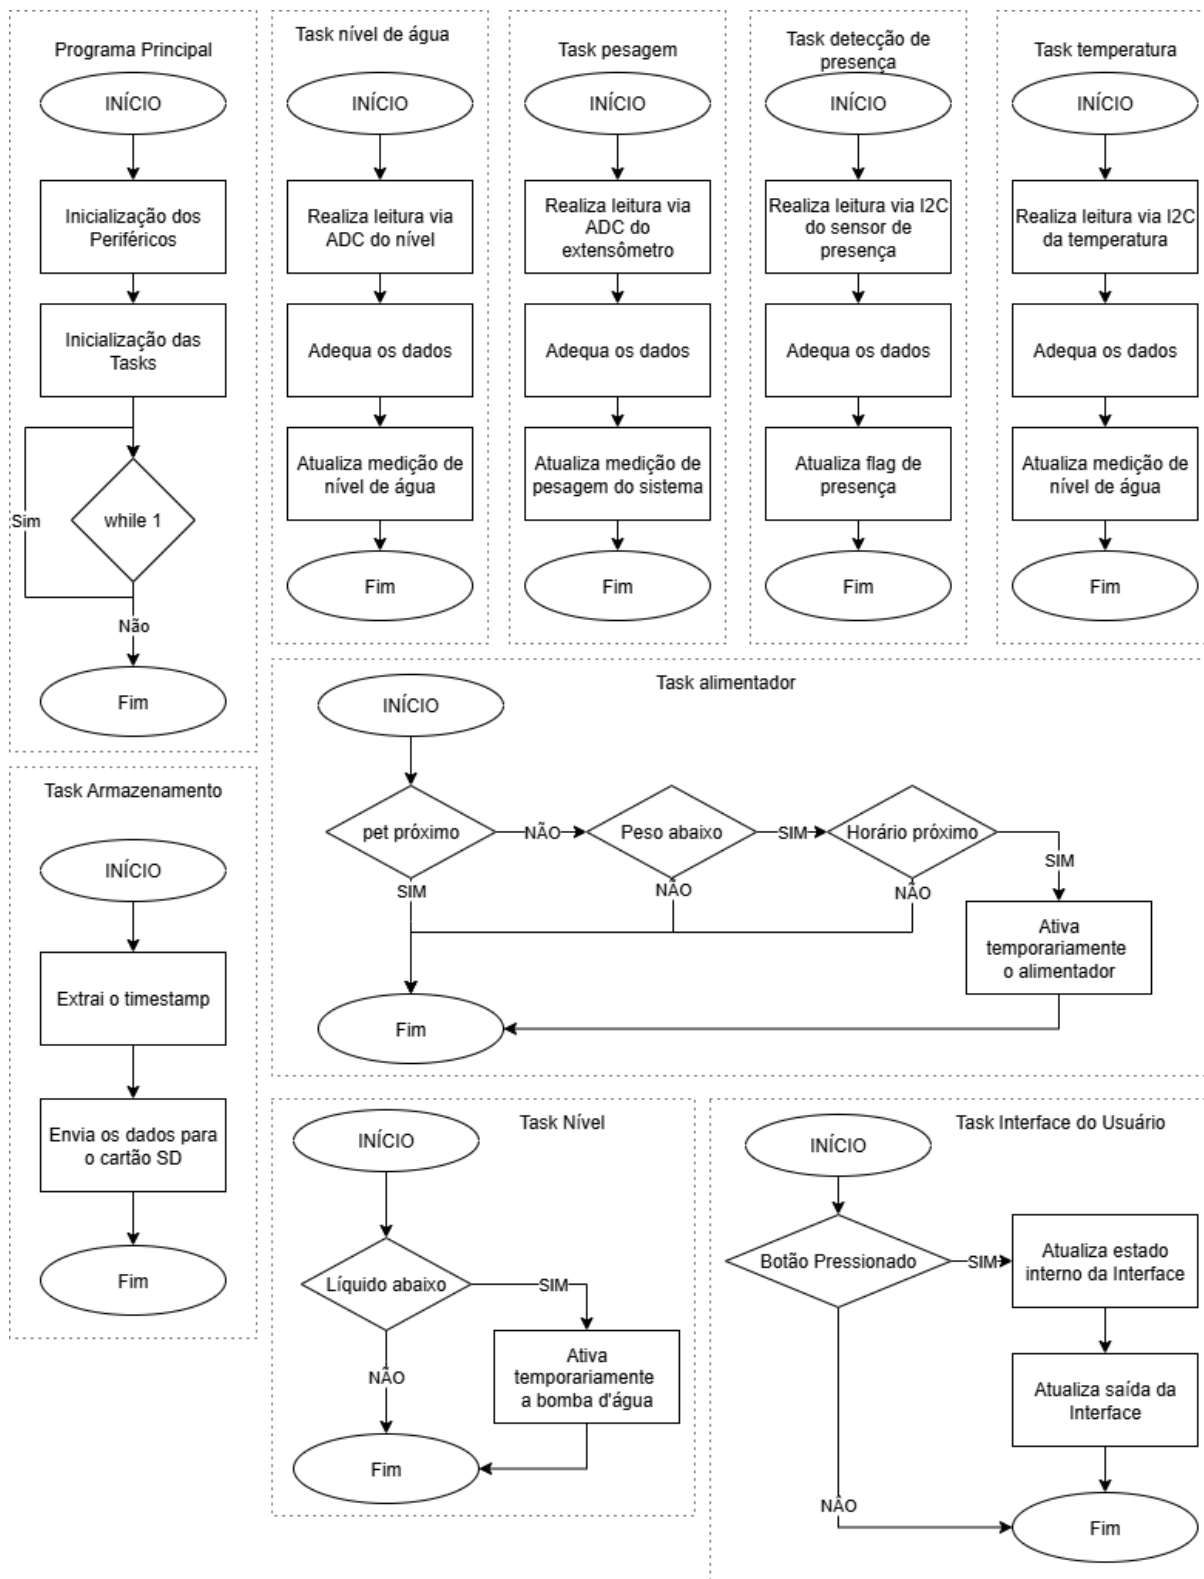 Programa Principal
INÍCIO
Inicialização dos
Periféricos
Inicialização das
Tasks
while 1
Sim
Não
Fim
Task nível de água
INÍCIO
Realiza leitura via
ADC do nível
Adequa os dados
Atualiza medição de
nível de água
Fim
Task pesagem
INÍCIO
Realiza leitura via
ADC do
extensômetro
Adequa os dados
Atualiza medição de
pesagem do sistema
Fim
Task detecção de
presença
INÍCIO
Realiza leitura via I2C
do sensor de
presença
Adequa os dados
Atualiza flag de
presença
Fim
Task temperatura
INÍCIO
Realiza leitura via I2C
da temperatura
Adequa os dados
Atualiza medição de
nível de água
Fim
Task alimentador
INÍCIO
pet próximo
NÃO
Peso abaixo
SIM
Horário próximo
SIM
SIM
NÃO
NÃO
Ativa
temporariamente
o alimentador
Fim
Task Armazenamento
INÍCIO
Extrai o timestamp
Envia os dados para
o cartão SD
Fim
Task Nível
INÍCIO
Líquido abaixo
SIM
NÃO
Ativa
temporariamente
a bomba d'água
Fim
Task Interface do Usuário
INÍCIO
Botão Pressionado
SIM
Atualiza estado
interno da Interface
Atualiza saída da
Interface
NÃO
Fim